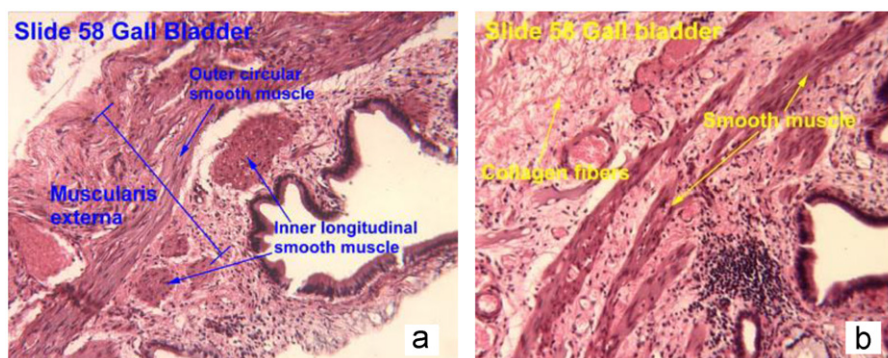 Slide 58 Gall Bladder
Outer circular
smooth muscle
Muscularis
externa
Inner longitudinal
smooth muscle
a
Slide 58 Gall bladder
Smooth muscle
Collagen fibers
b